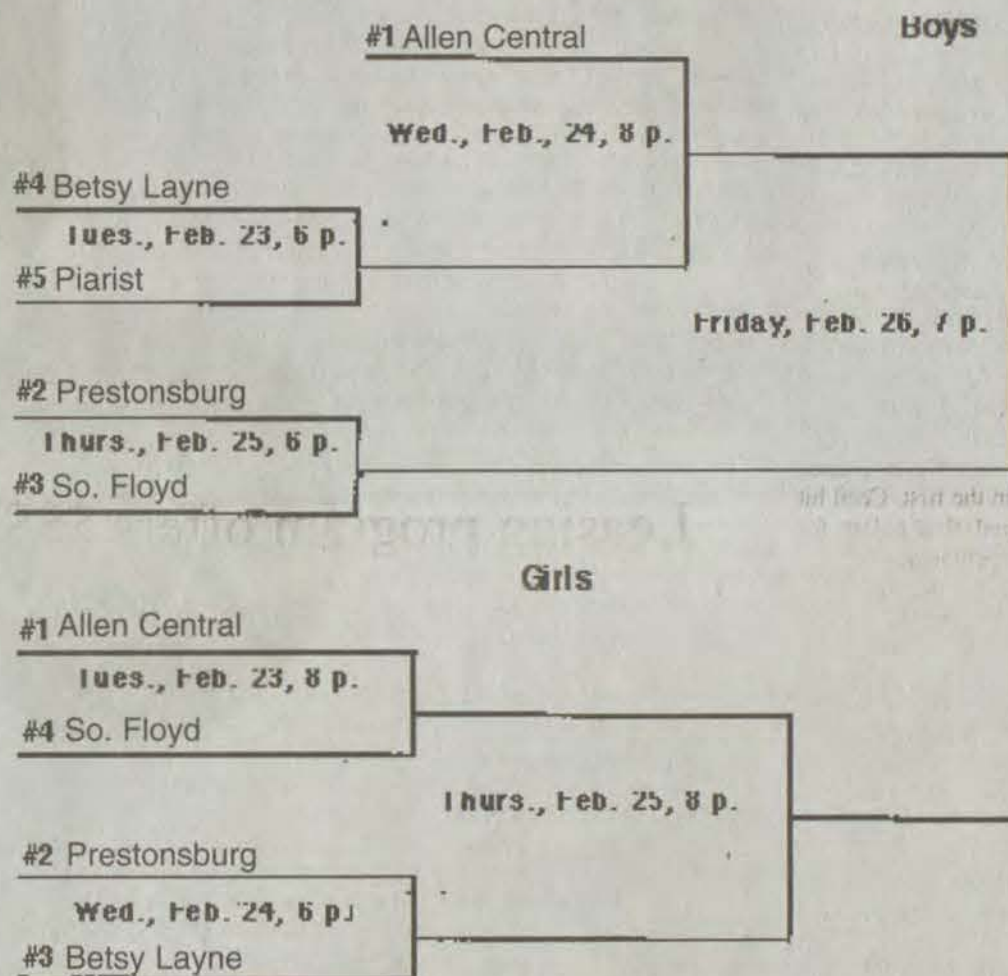 Boys
#1 Allen Central
Wed., Feb., 24, 8 p.
#4 Betsy Layne
Tues., Feb. 23, 6 p.
#5 Piarist
Friday, Feb. 26, 7 p.
#2 Prestonsburg
Thurs., Feb. 25, 6 p.
#3 So. Floyd
Girls
#1 Allen Central
Tues., Feb. 23, 8 p.
#4 So. Floyd
Thurs., Feb. 25, 8 p.
#2 Prestonsburg
Wed., Feb. 24, 6 p.
#3 Betsy Layne